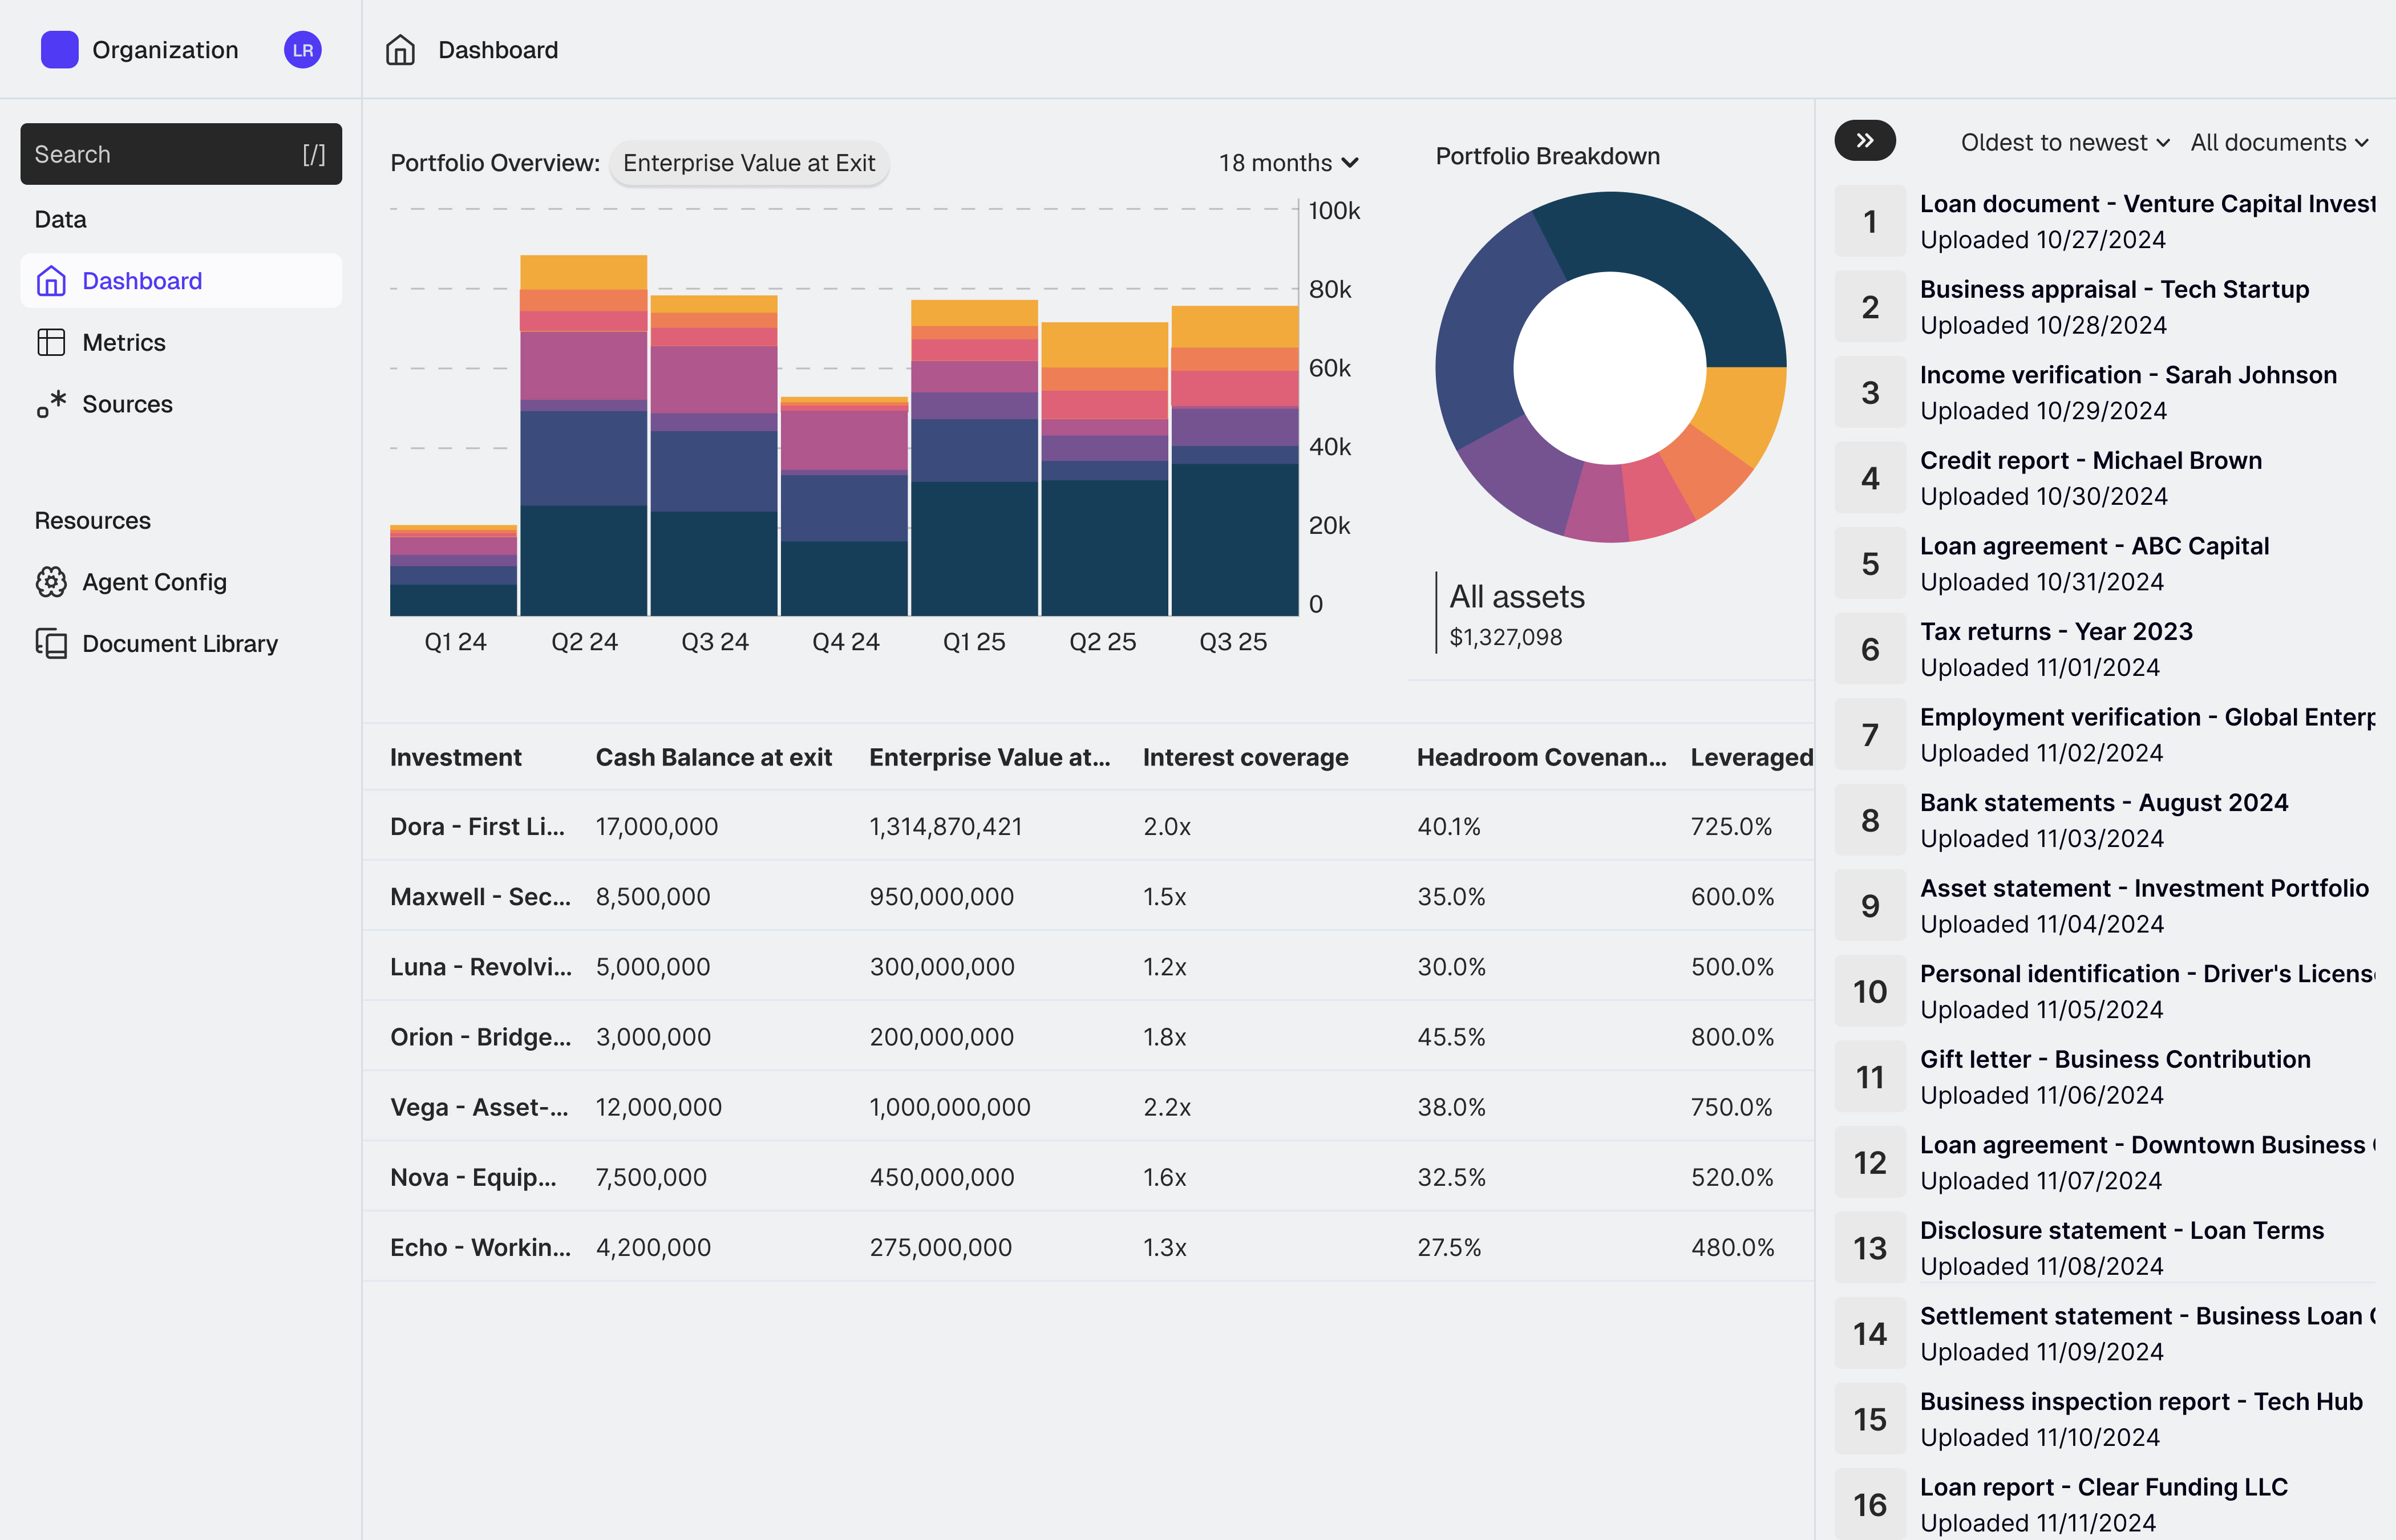 Organization
LR
Dashboard
Search [/]
Data
Dashboard
Metrics
Sources
Resources
Agent Config
Document Library
Portfolio Overview: Enterprise Value at Exit
18 months
100k
80k
60k
40k
20k
0
Q1 24 Q2 24 Q3 24 Q4 24 Q1 25 Q2 25 Q3 25
Portfolio Breakdown
All assets
$1,327,098
Investment Cash Balance at exit Enterprise Value at... Interest coverage Headroom Covenan... Leveraged
Dora - First Li... 17,000,000 1,314,870,421 2.0x 40.1% 725.0%
Maxwell - Sec... 8,500,000 950,000,000 1.5x 35.0% 600.0%
Luna - Revolvi... 5,000,000 300,000,000 1.2x 30.0% 500.0%
Orion - Bridge... 3,000,000 200,000,000 1.8x 45.5% 800.0%
Vega - Asset-... 12,000,000 1,000,000,000 2.2x 38.0% 750.0%
Nova - Equip... 7,500,000 450,000,000 1.6x 32.5% 520.0%
Echo - Workin... 4,200,000 275,000,000 1.3x 27.5% 480.0%
Oldest to newest All documents
1 Loan document - Venture Capital Invest
Uploaded 10/27/2024
2 Business appraisal - Tech Startup
Uploaded 10/28/2024
3 Income verification - Sarah Johnson
Uploaded 10/29/2024
4 Credit report - Michael Brown
Uploaded 10/30/2024
5 Loan agreement - ABC Capital
Uploaded 10/31/2024
6 Tax returns - Year 2023
Uploaded 11/01/2024
7 Employment verification - Global Enterp
Uploaded 11/02/2024
8 Bank statements - August 2024
Uploaded 11/03/2024
9 Asset statement - Investment Portfolio
Uploaded 11/04/2024
10 Personal identification - Driver's License
Uploaded 11/05/2024
11 Gift letter - Business Contribution
Uploaded 11/06/2024
12 Loan agreement - Downtown Business
Uploaded 11/07/2024
13 Disclosure statement - Loan Terms
Uploaded 11/08/2024
14 Settlement statement - Business Loan
Uploaded 11/09/2024
15 Business inspection report - Tech Hub
Uploaded 11/10/2024
16 Loan report - Clear Funding LLC
Uploaded 11/11/2024